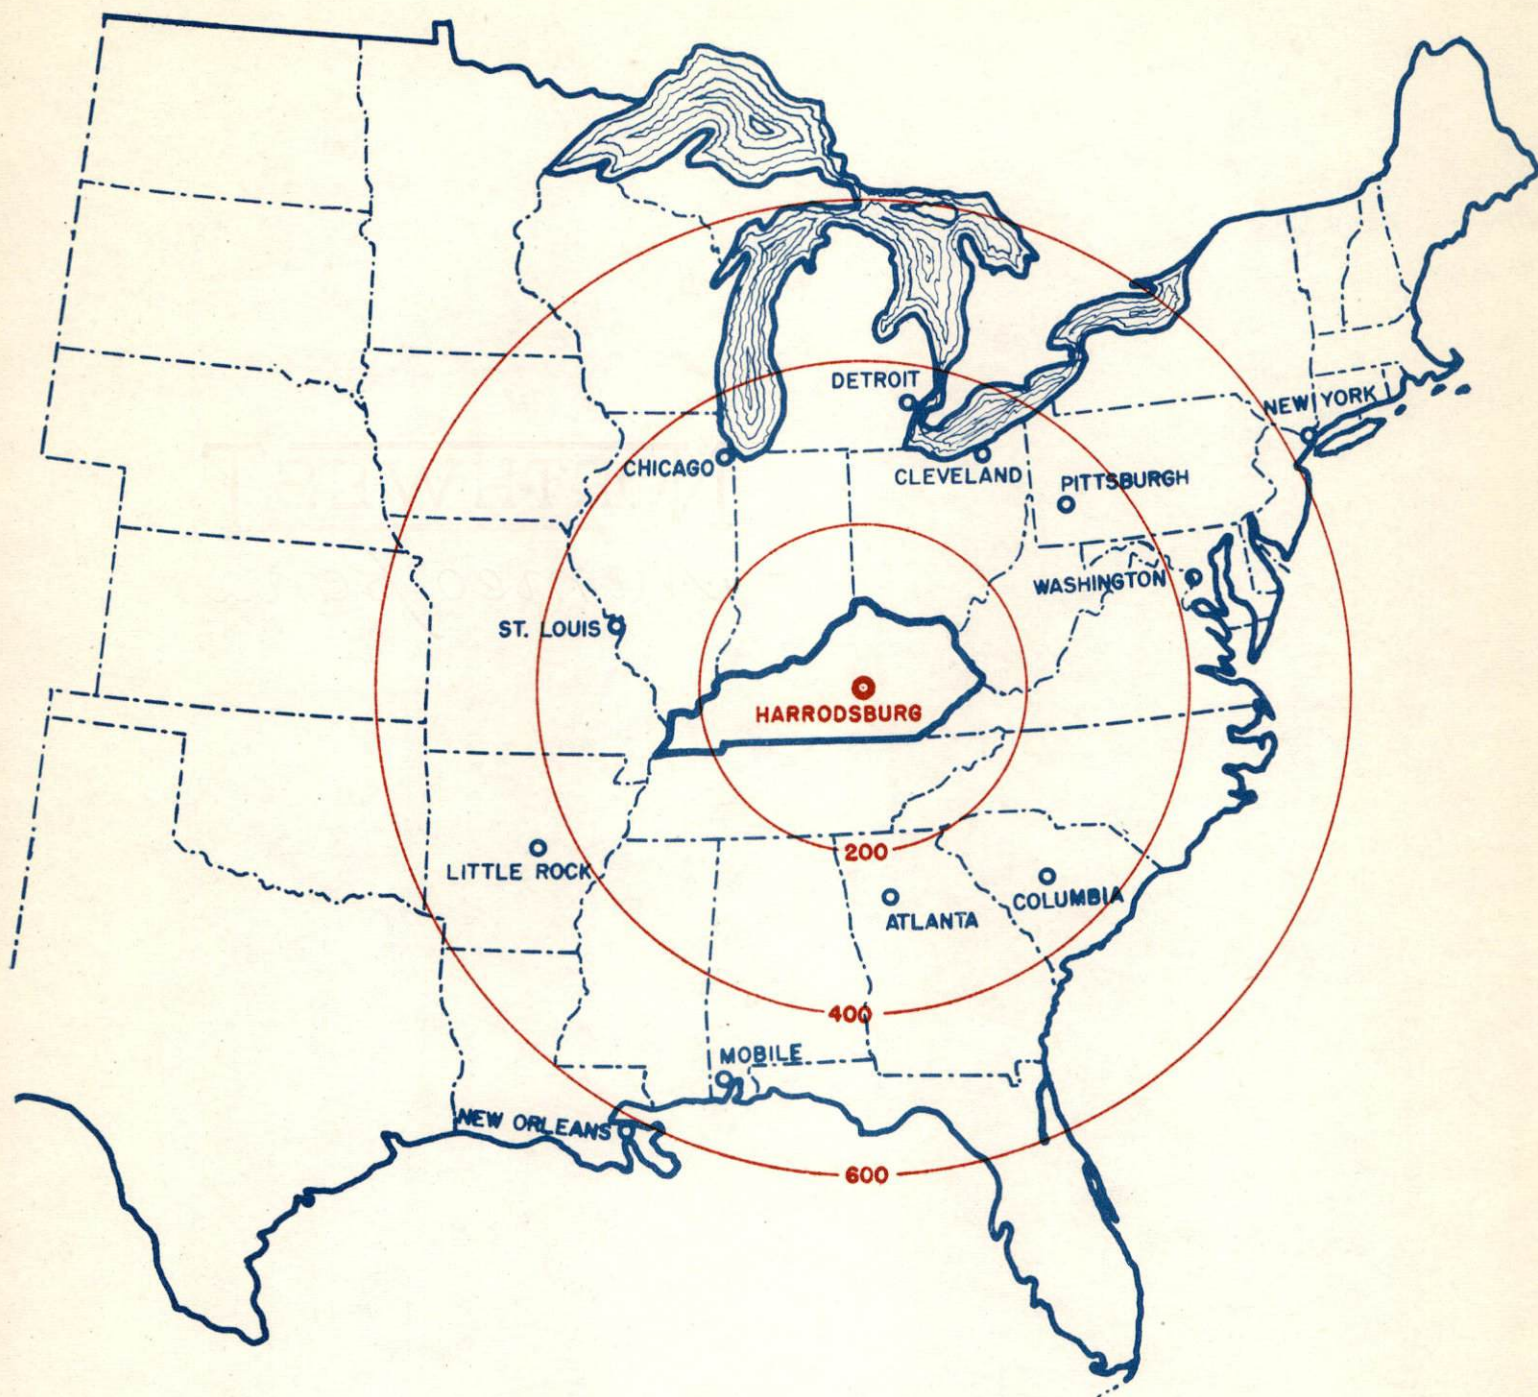 DETROIT
NEW YORK
CHICAGO
CLEVELAND
PITTSBURGH
WASHINGTON
ST. LOUIS
HARRODSBURG
200
LITTLE ROCK
COLUMBIA
ATLANTA
400
MOBILE
NEW ORLEANS
600